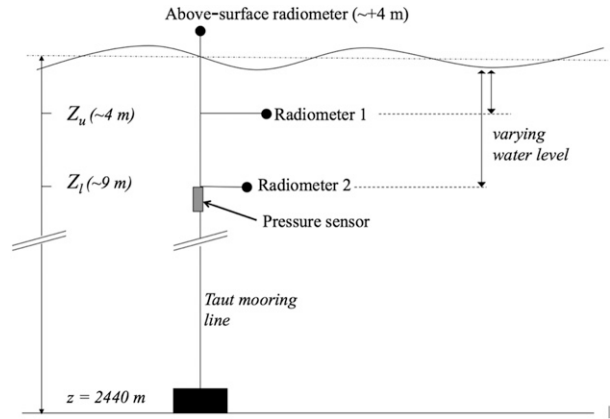 Above-surface radiometer (~+4 m)
Z_u (~4 m)
Radiometer 1
varying
water level
Z_l (~9 m)
Radiometer 2
Pressure sensor
Taut mooring
line
z = 2440 m